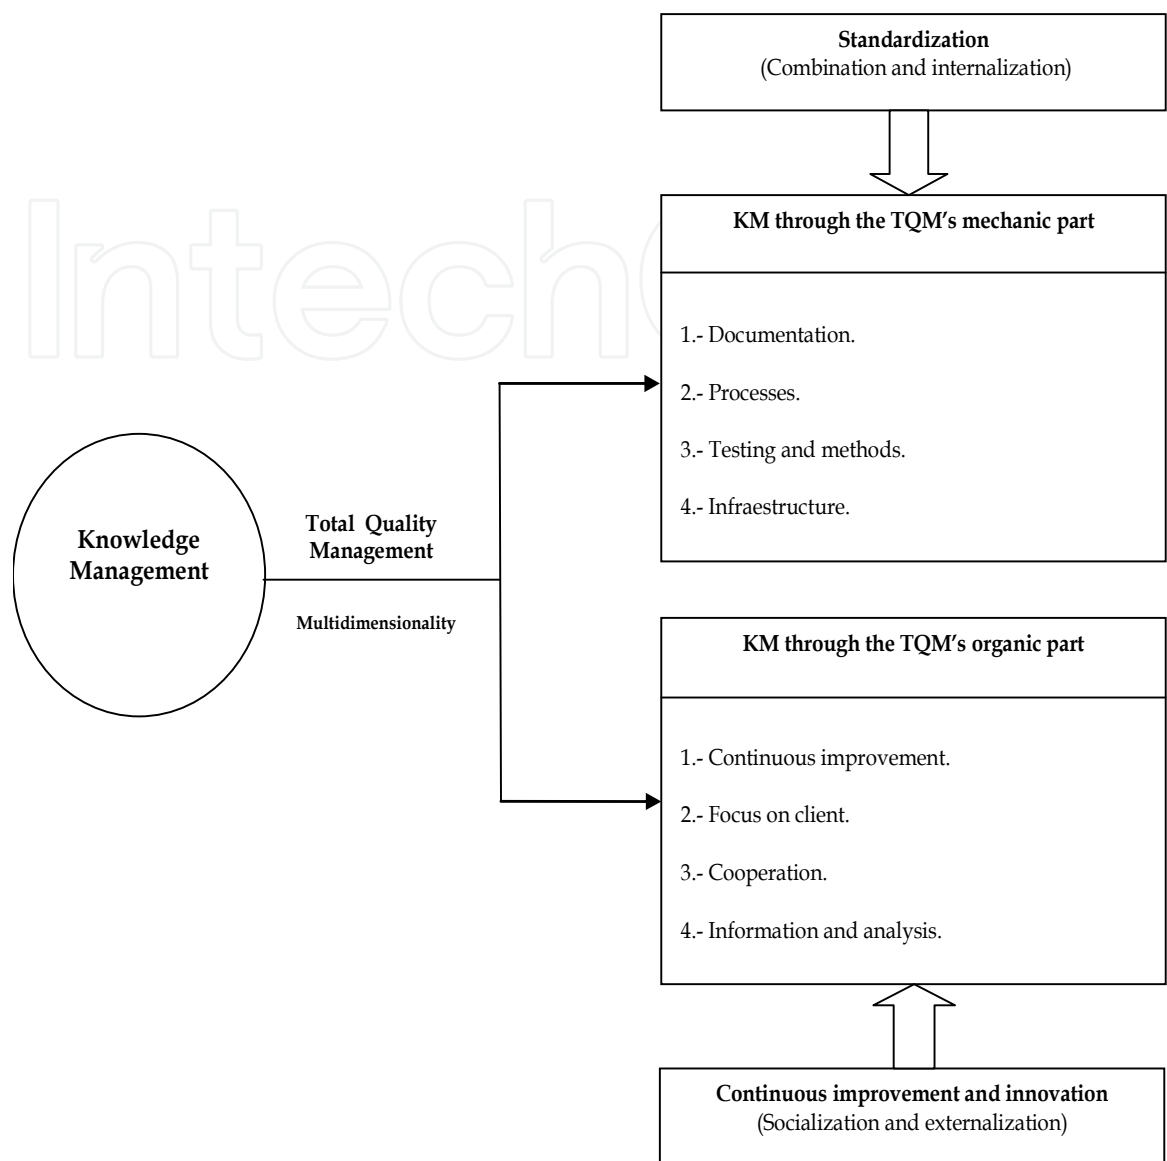 Standardization
(Combination and internalization)
KM through the TQM's mechanic part
1.- Documentation.
2.- Processes.
3.- Testing and methods.
4.- Infraestructure.
Knowledge
Management
Total Quality
Management
Multidimensionality
KM through the TQM's organic part
1.- Continuous improvement.
2.- Focus on client.
3.- Cooperation.
4.- Information and analysis.
Continuous improvement and innovation
(Socialization and externalization)
Intech